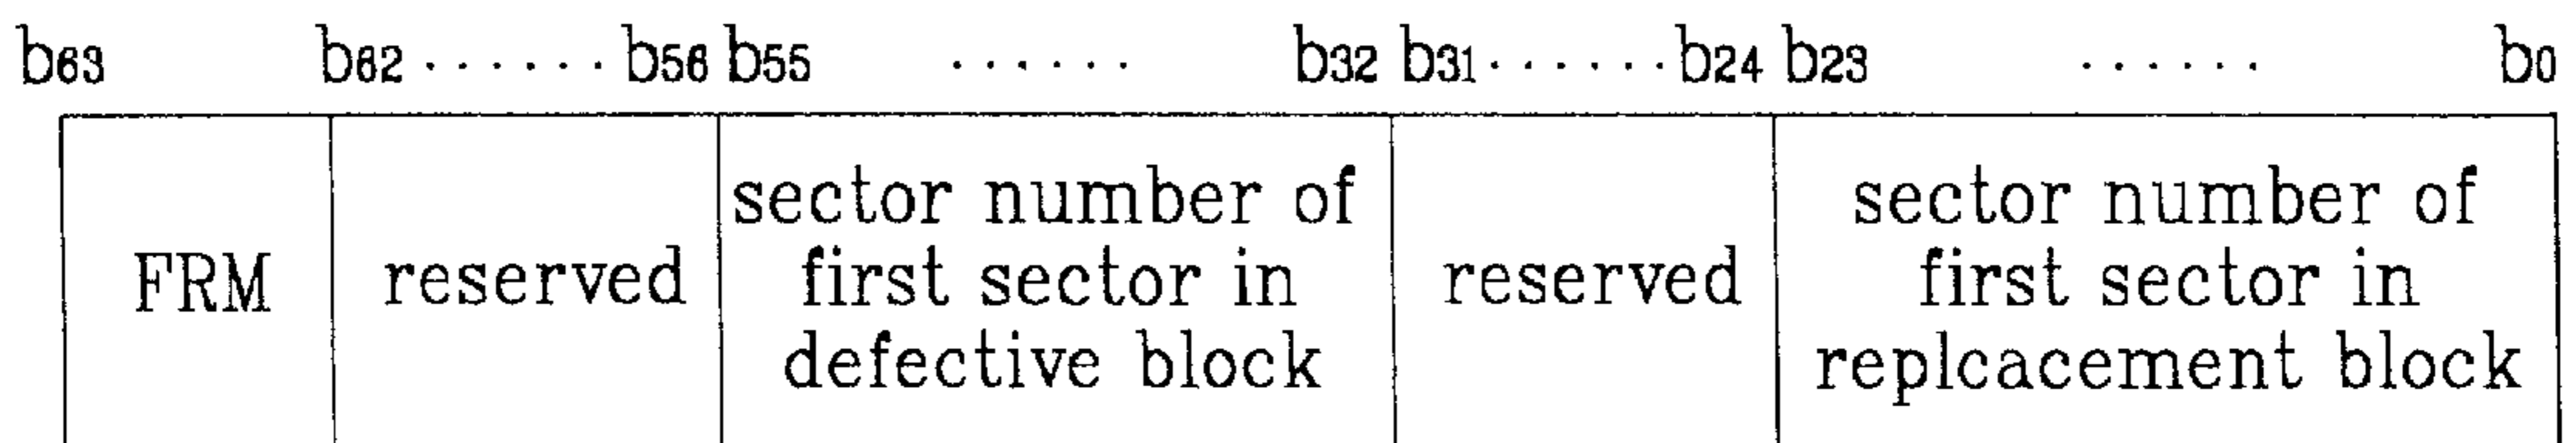 b63 b62 ...... b56 b55 ...... b32 b31 ...... b24 b23 ...... b0
FRM
reserved
sector number of
first sector in
defective block
reserved
sector number of
first sector in
replcacement block